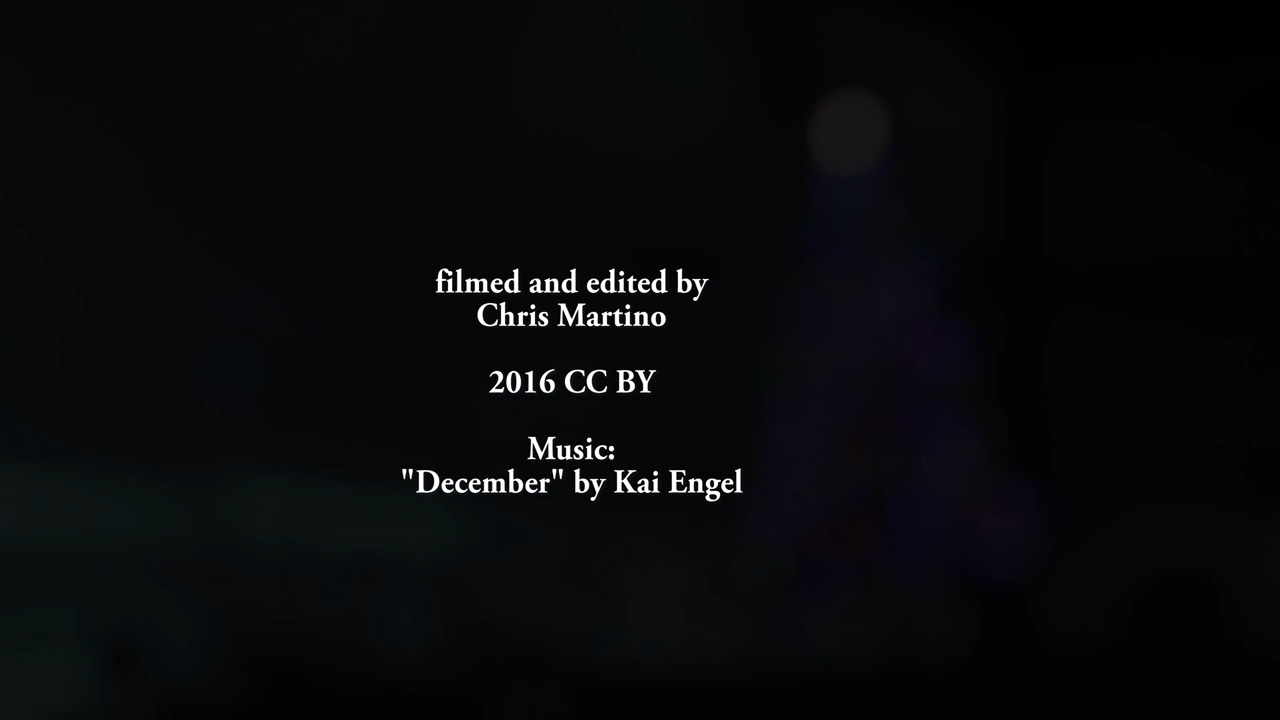 filmed and edited by
Chris Martino
2016 CC BY
Music:
"December" by Kai Engel